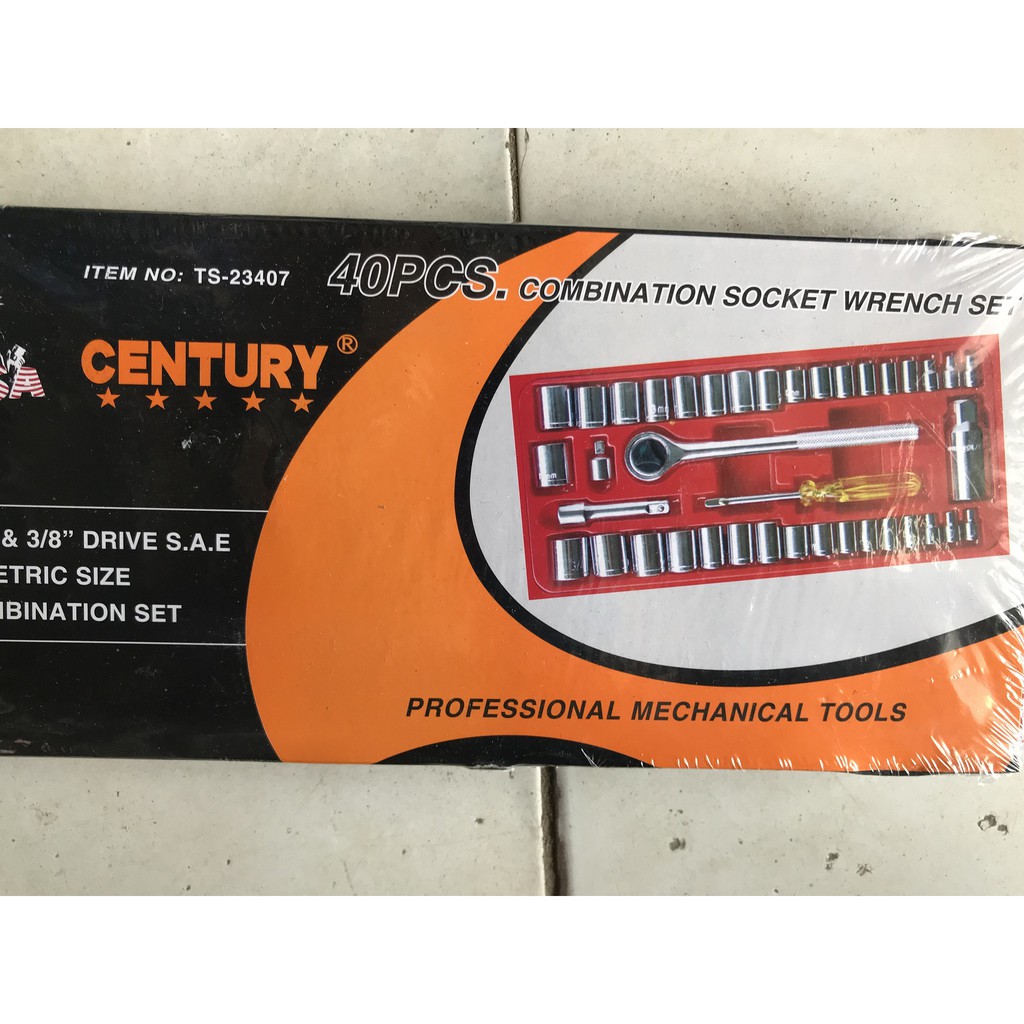 ITEM NO: TS-23407
40PCS. COMBINATION SOCKET WRENCH SET
CENTURY®
& 3/8” DRIVE S.A.E
ETRIC SIZE
MBINATION SET
PROFESSIONAL MECHANICAL TOOLS